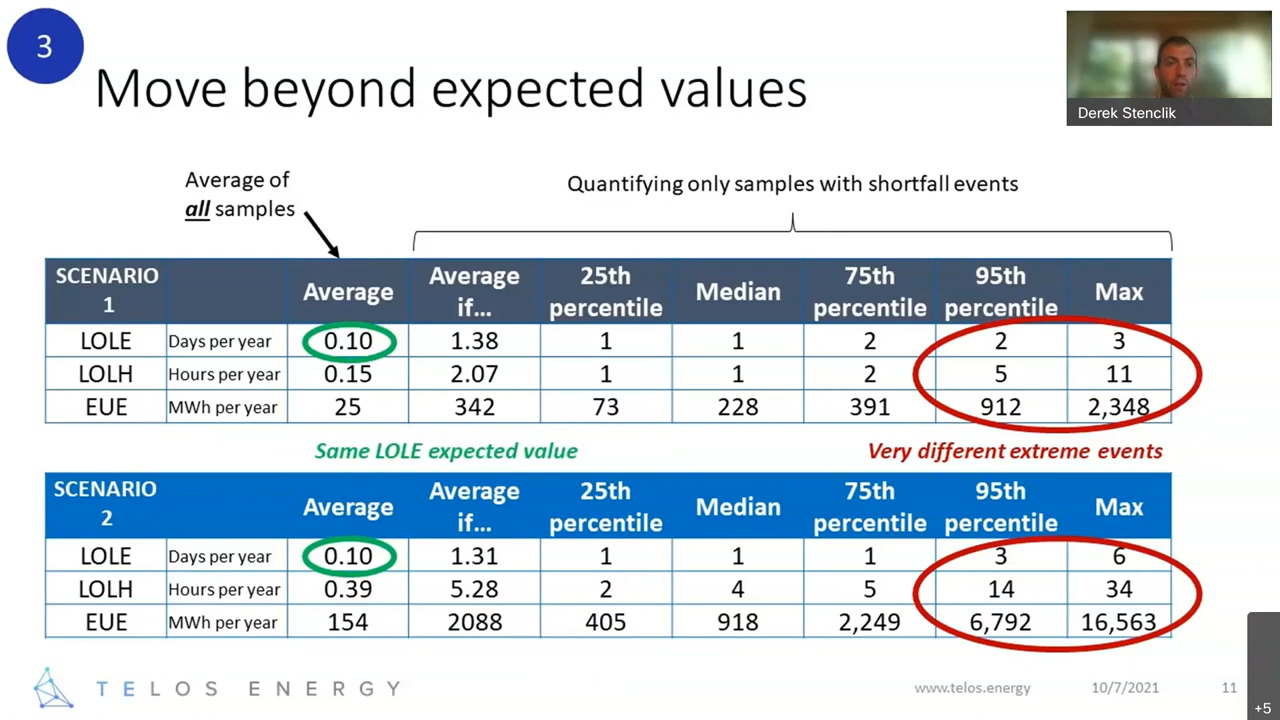 3
Move beyond expected values
Derek Stenclik
Average of
all samples
Quantifying only samples with shortfall events
SCENARIO 1 Average Average if... 25th percentile Median 75th percentile 95th percentile Max
LOLE Days per year 0.10 1.38 1 1 2 2 3
LOLH Hours per year 0.15 2.07 1 1 2 5 11
EUE MWh per year 25 342 73 228 391 912 2,348
Same LOLE expected value
Very different extreme events
SCENARIO 2 Average Average if... 25th percentile Median 75th percentile 95th percentile Max
LOLE Days per year 0.10 1.31 1 1 1 3 6
LOLH Hours per year 0.39 5.28 2 4 5 14 34
EUE MWh per year 154 2088 405 918 2,249 6,792 16,563
TELOS ENERGY
www.telos.energy 10/7/2021 11
+5